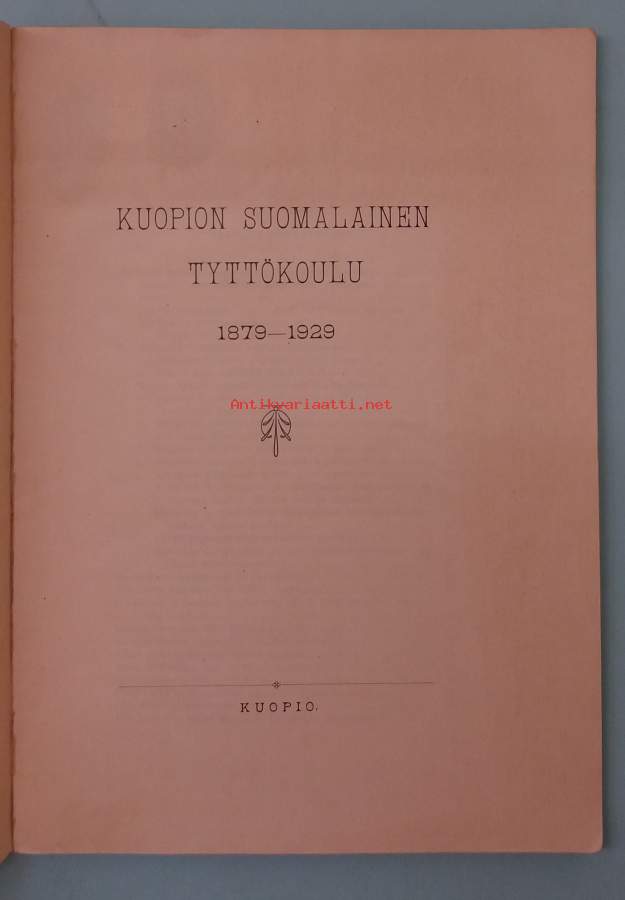 KUOPION SUOMALAINEN
TYTTÖKOULU
1879—1929
Antikvariaatti.net
KUOPIO.